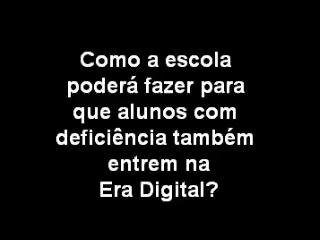 Como a escola
poderá fazer para
que alunos com
deficiência também
entrem na
Era Digital?